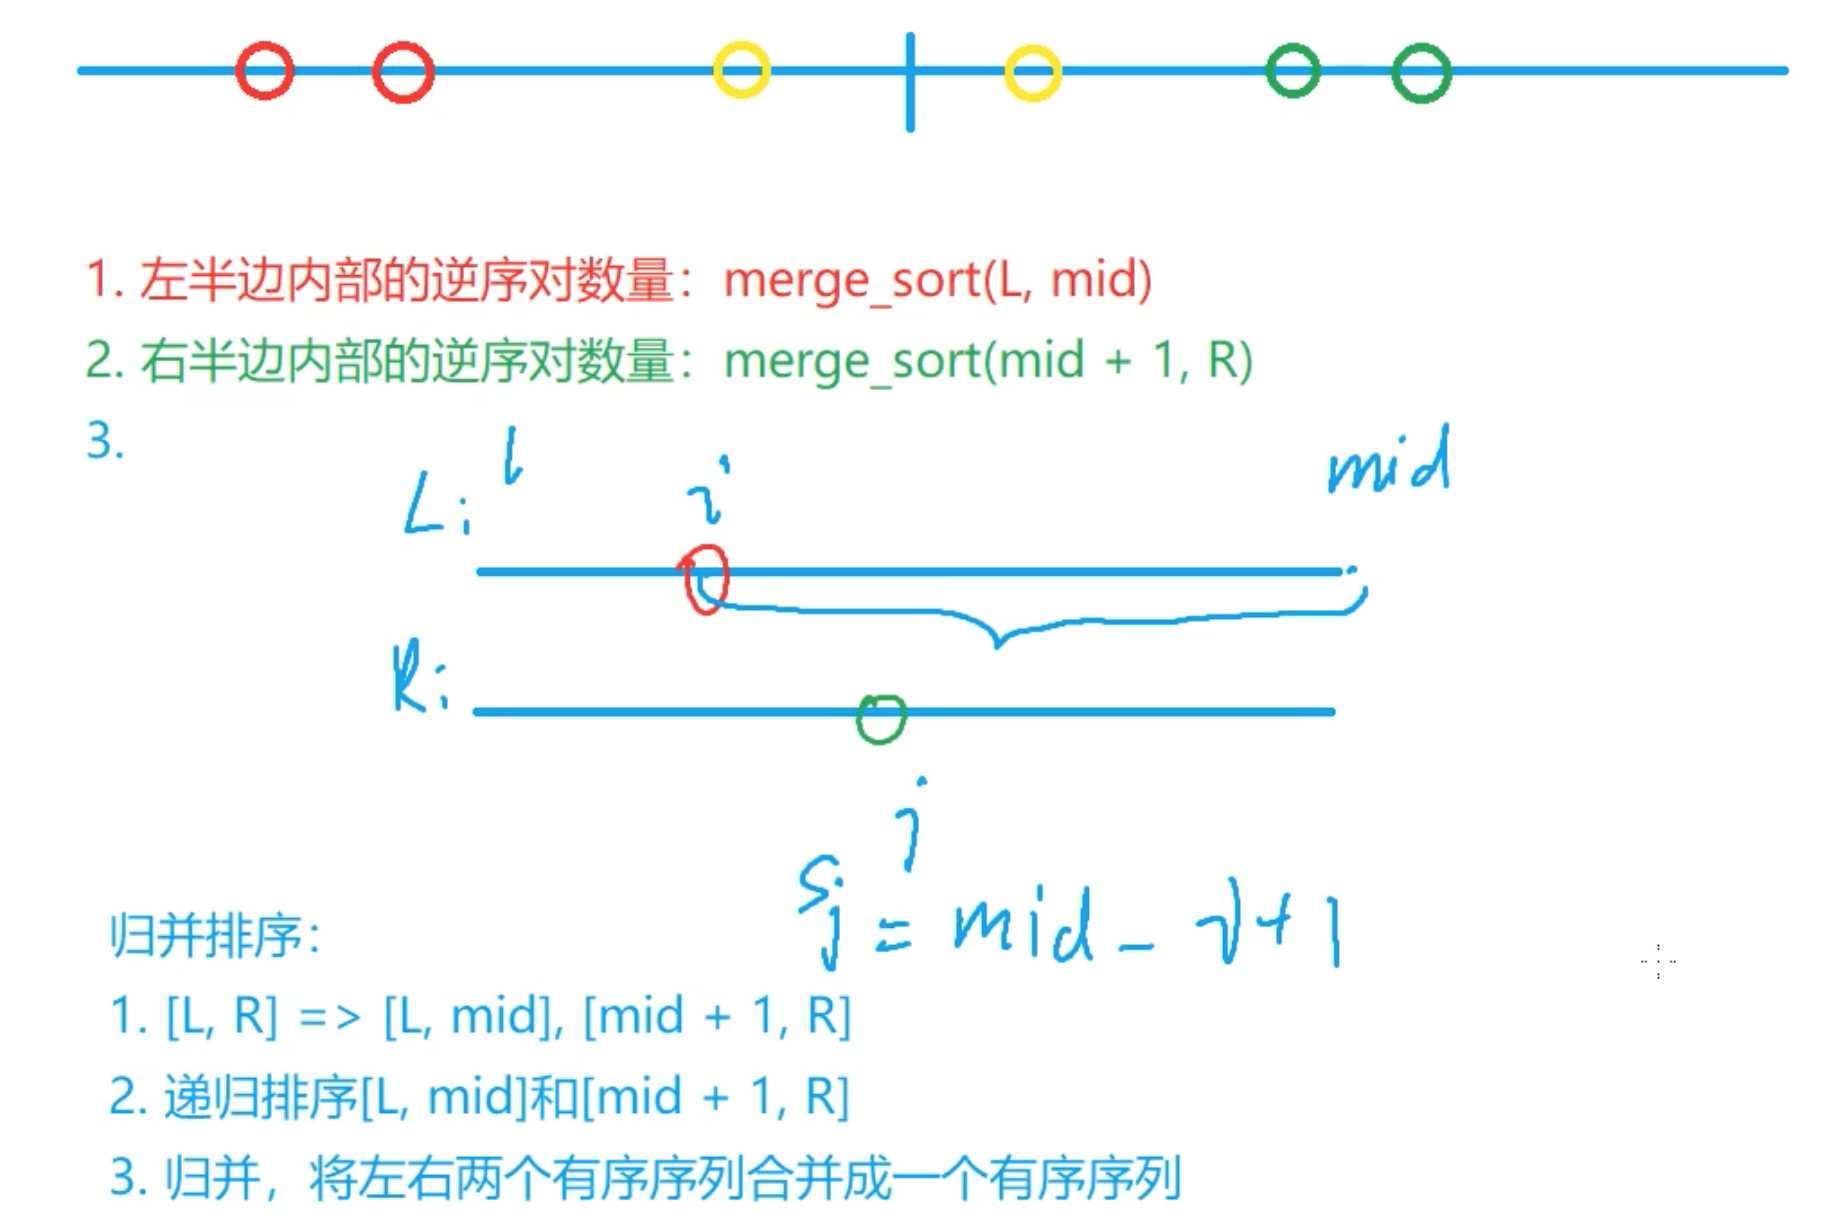 1. 左半边内部的逆序对数量：merge_sort(L, mid)
2. 右半边内部的逆序对数量：merge_sort(mid + 1, R)
3.
l i mid
Li
Ri
j
Sj = mid - i + 1
归并排序：
1. [L, R] => [L, mid], [mid + 1, R]
2. 递归排序[L, mid]和[mid + 1, R]
3. 归并，将左右两个有序序列合并成一个有序序列